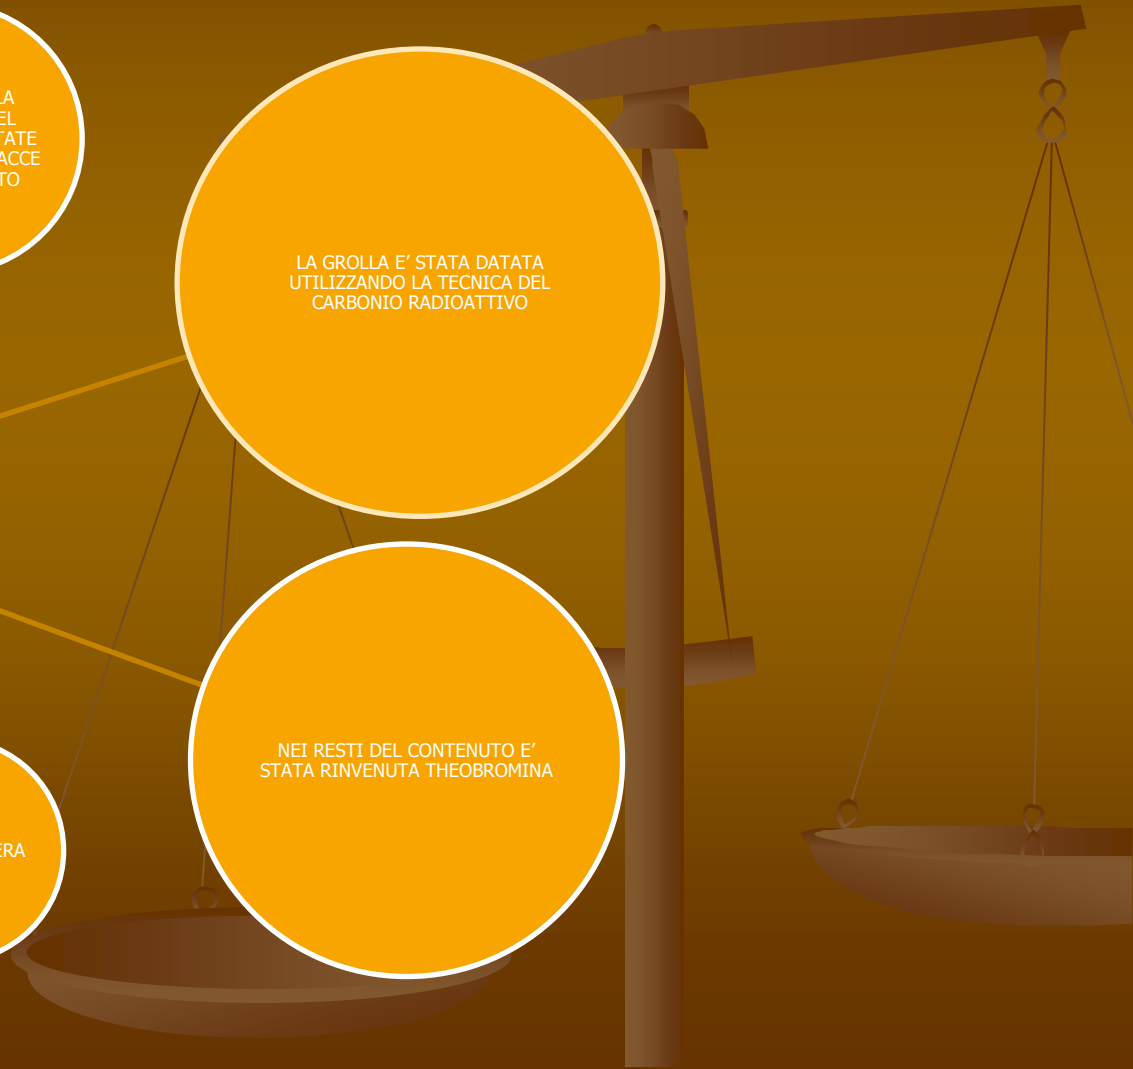 LA GROLLA E’ STATA DATATA
UTILIZZANDO LA TECNICA DEL
CARBONIO RADIOATTIVO
NEI RESTI DEL CONTENUTO E’
STATA RINVENUTA THEOBROMINA